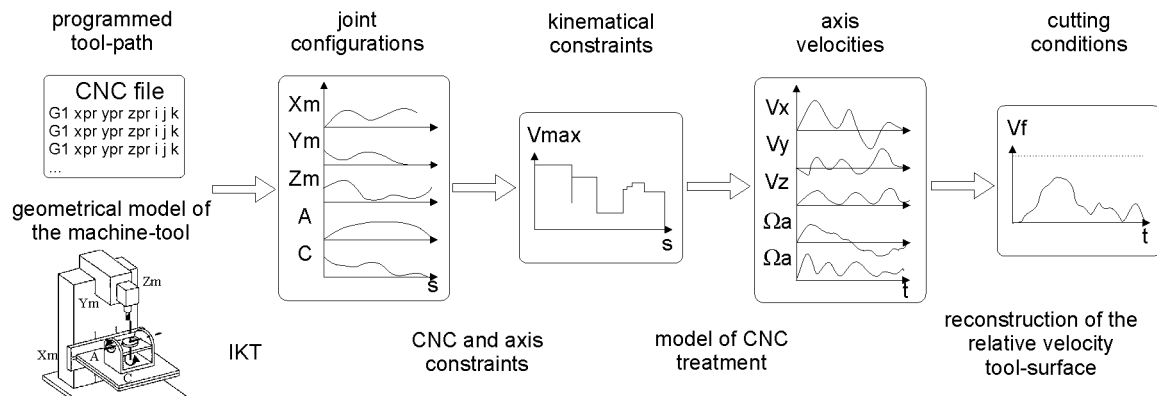 programmed
tool-path
CNC file
G1 xpr ypr zpr i j k
G1 xpr ypr zpr i j k
G1 xpr ypr zpr i j k
...
geometrical model of
the machine-tool
Zm
Ym
Xm
A
C
IKT
joint
configurations
Xm
Ym
Zm
A
C
s
CNC and axis
constraints
kinematical
constraints
Vmax
s
model of CNC
treatment
axis
velocities
Vx
Vy
Vz
Ωa
Ωa
t
cutting
conditions
Vf
t
reconstruction of the
relative velocity
tool-surface